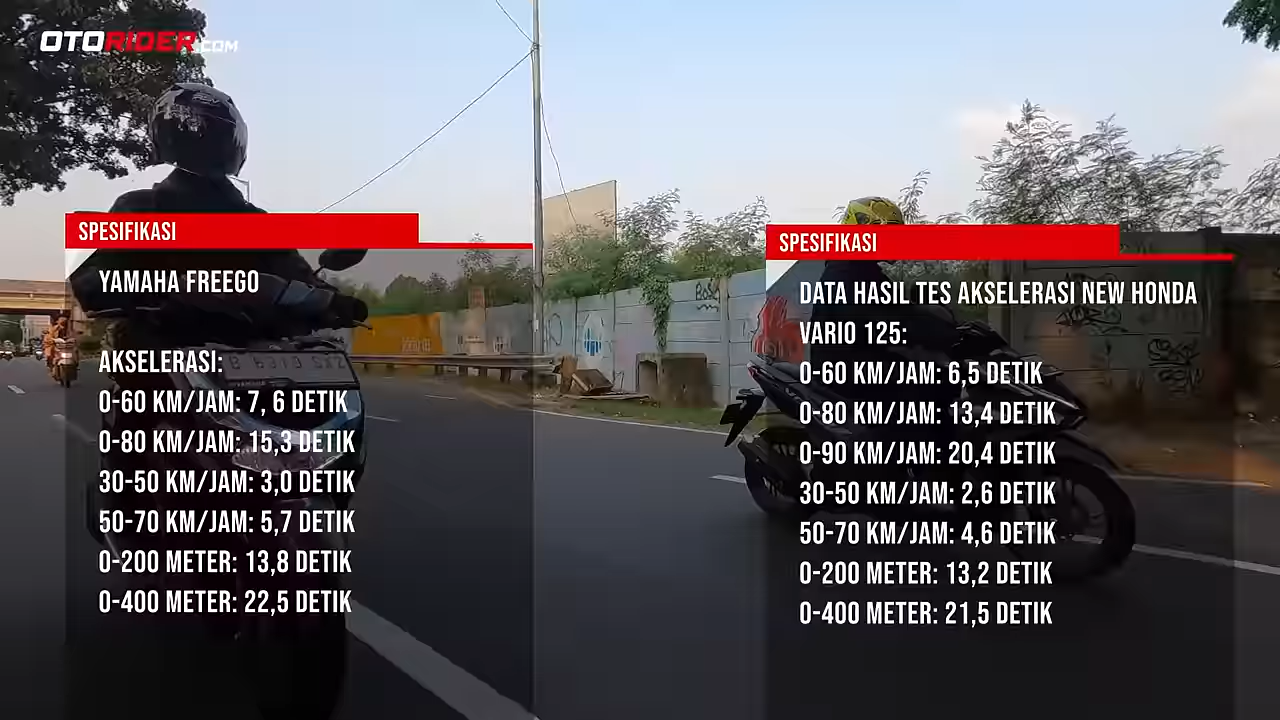 OTORIDER.COM
SPESIFIKASI
YAMAHA FREEGO
AKSELERASI:
0-60 KM/JAM: 7, 6 DETIK
0-80 KM/JAM: 15,3 DETIK
30-50 KM/JAM: 3,0 DETIK
50-70 KM/JAM: 5,7 DETIK
0-200 METER: 13,8 DETIK
0-400 METER: 22,5 DETIK
SPESIFIKASI
DATA HASIL TES AKSELERASI NEW HONDA
VARIO 125:
0-60 KM/JAM: 6,5 DETIK
0-80 KM/JAM: 13,4 DETIK
0-90 KM/JAM: 20,4 DETIK
30-50 KM/JAM: 2,6 DETIK
50-70 KM/JAM: 4,6 DETIK
0-200 METER: 13,2 DETIK
0-400 METER: 21,5 DETIK